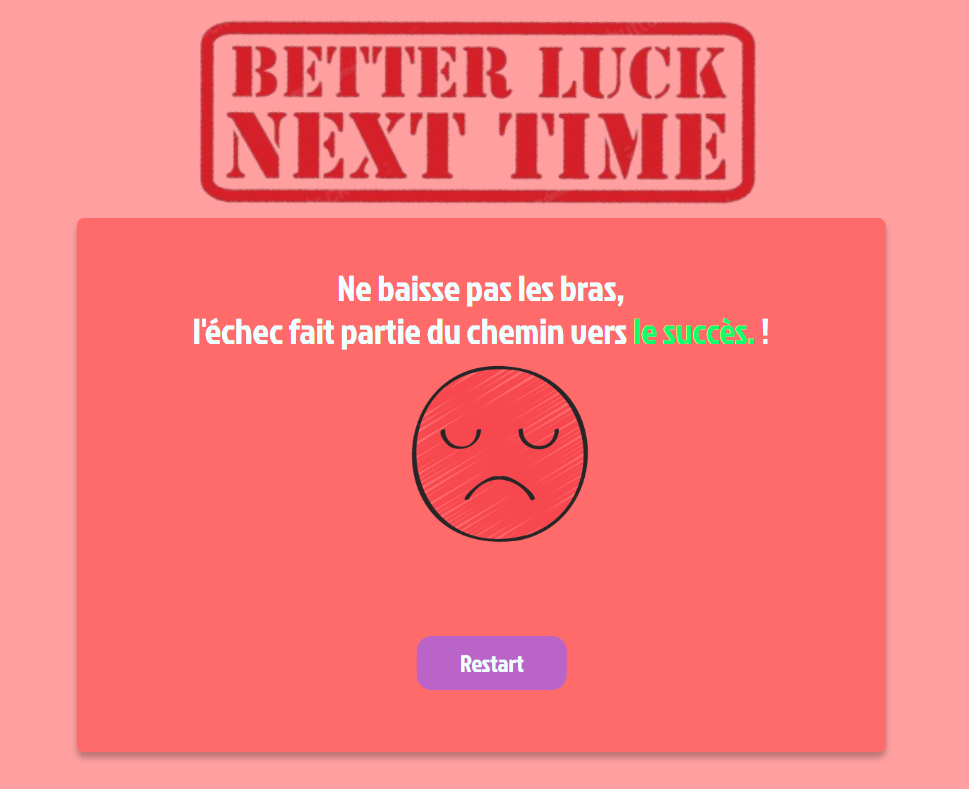 BETTER LUCK
NEXT TIME
Ne baisse pas les bras,
l'échec fait partie du chemin vers le succès. !
Restart